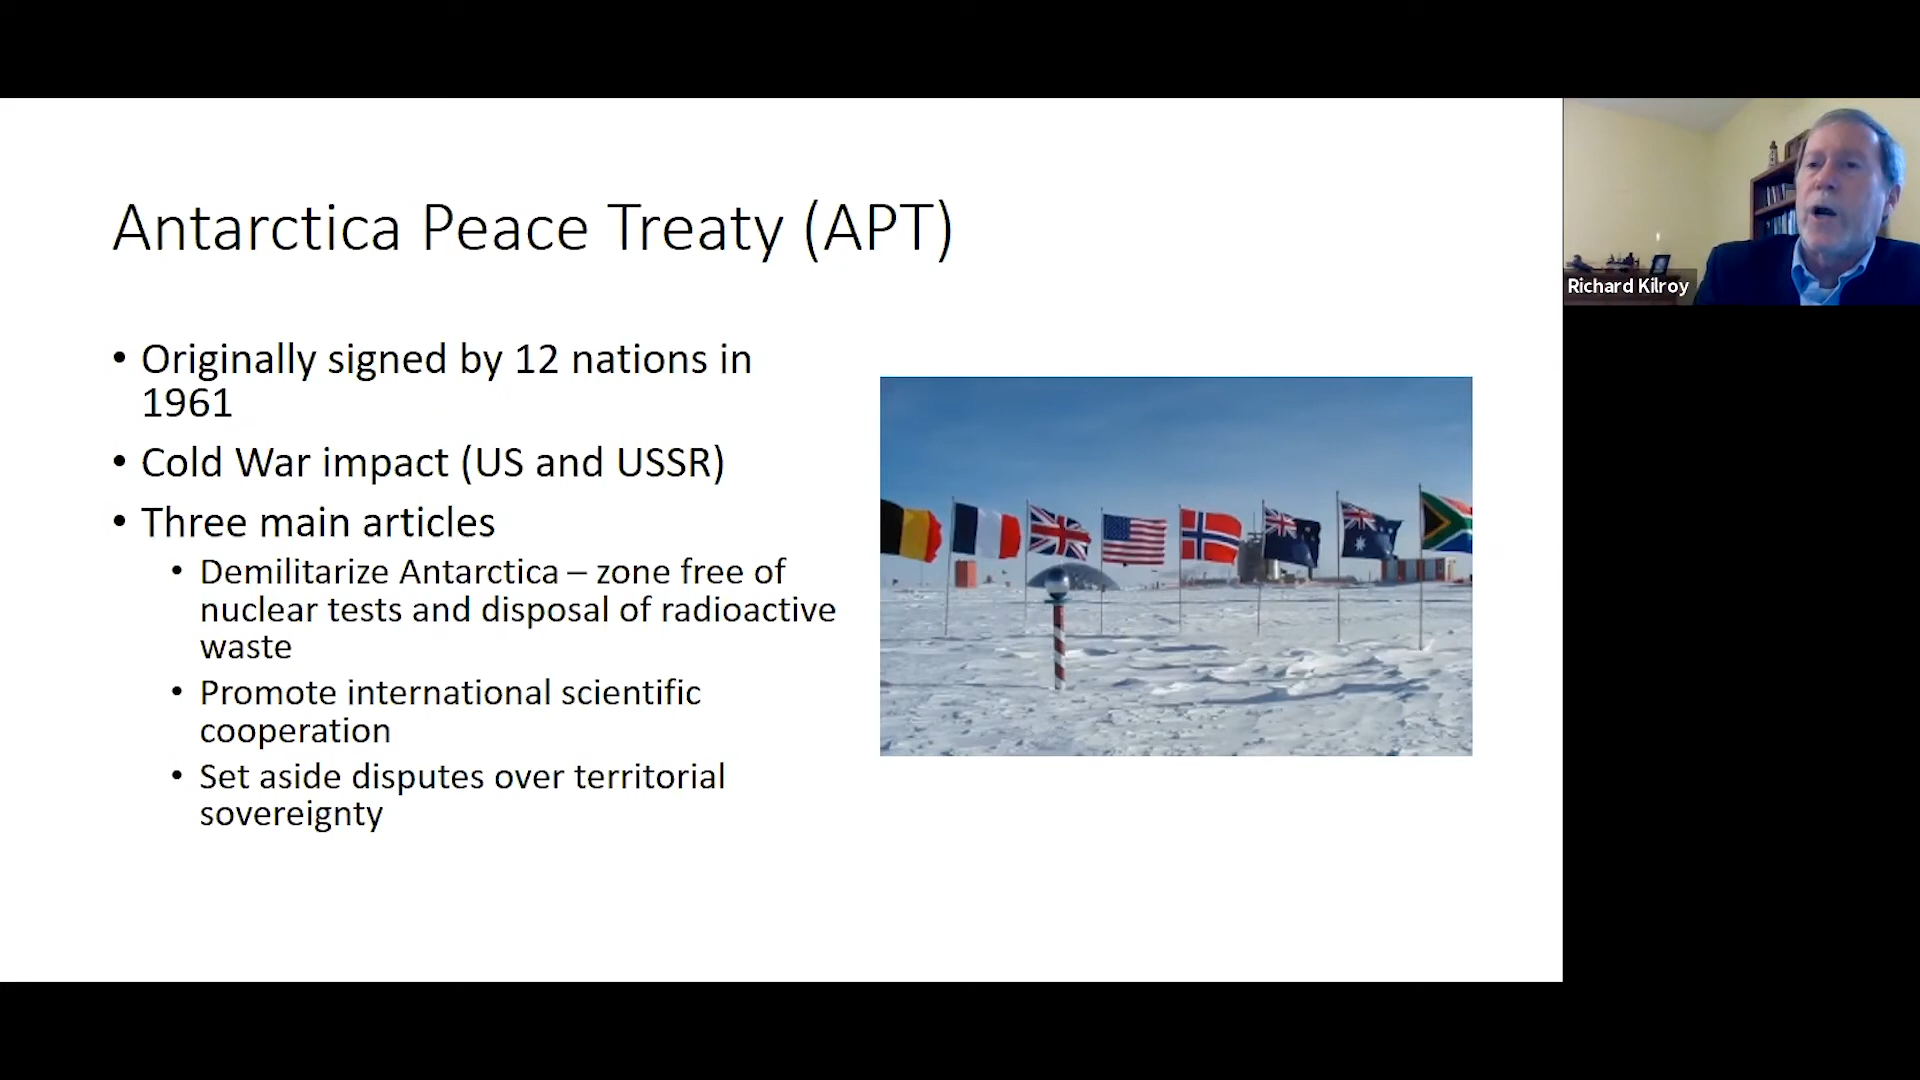 Antarctica Peace Treaty (APT)
• Originally signed by 12 nations in
1961
• Cold War impact (US and USSR)
• Three main articles
• Demilitarize Antarctica – zone free of
nuclear tests and disposal of radioactive
waste
• Promote international scientific
cooperation
• Set aside disputes over territorial
sovereignty
Richard Kilroy